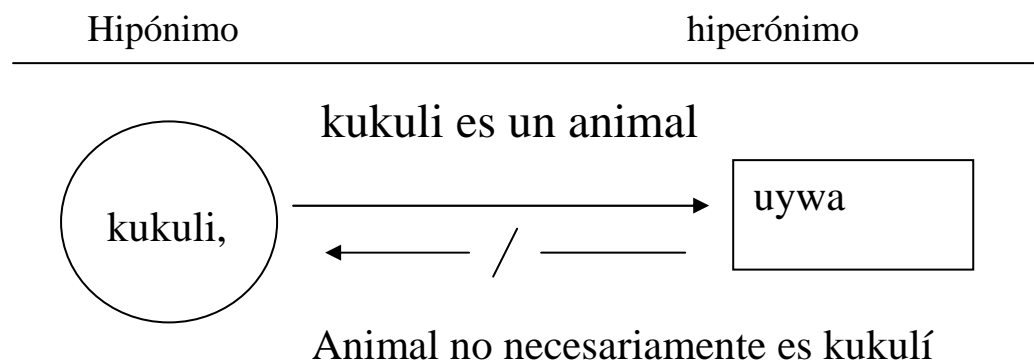 Hipónimo hiperónimo
kukuli es un animal
kukuli,
uywa
Animal no necesariamente es kukulí